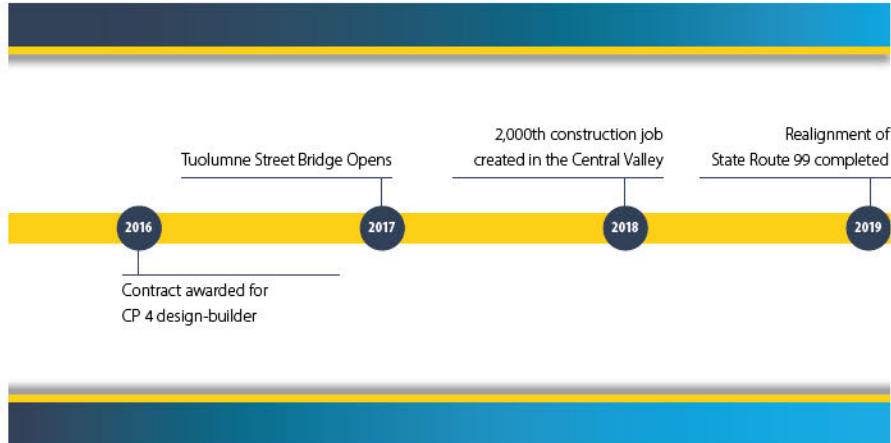 2,000th construction job
created in the Central Valley
Realignment of
State Route 99 completed
Tuolumne Street Bridge Opens
2016
2017
2018
2019
Contract awarded for
CP 4 design-builder